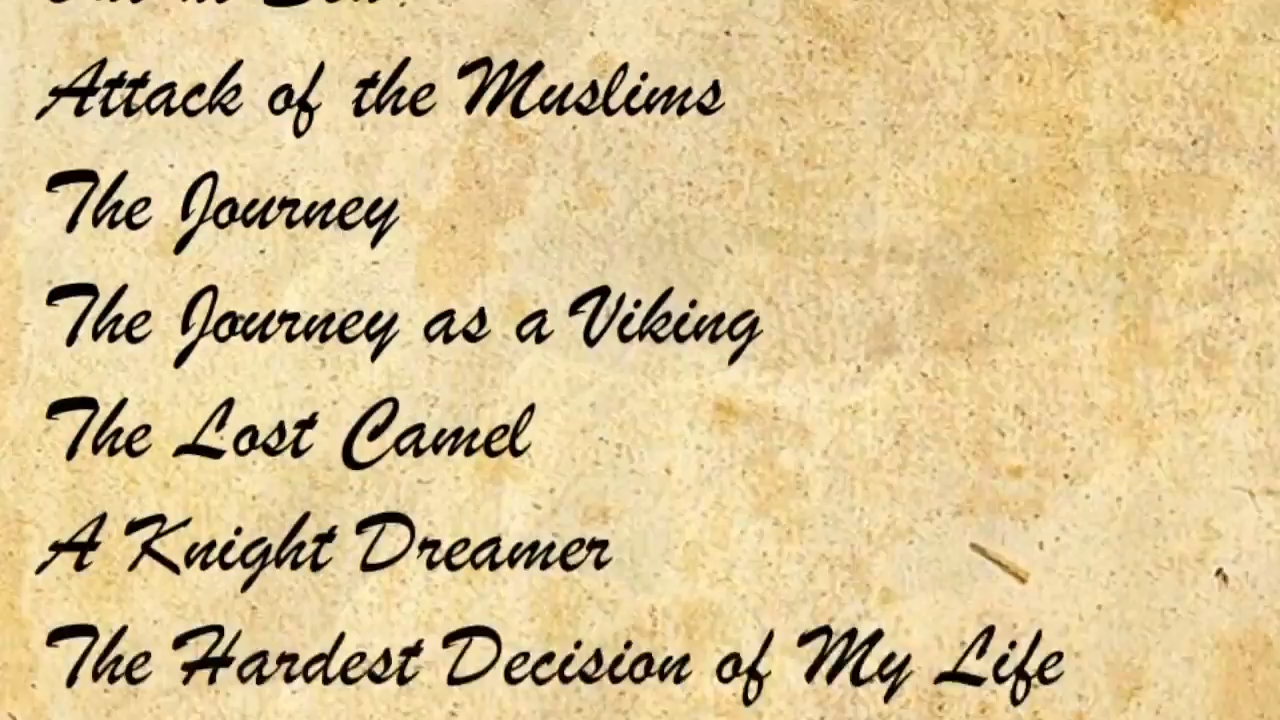 Attack of the Muslims
The Journey
The Journey as a Viking
The Lost Camel
A Knight Dreamer
The Hardest Decision of My Life